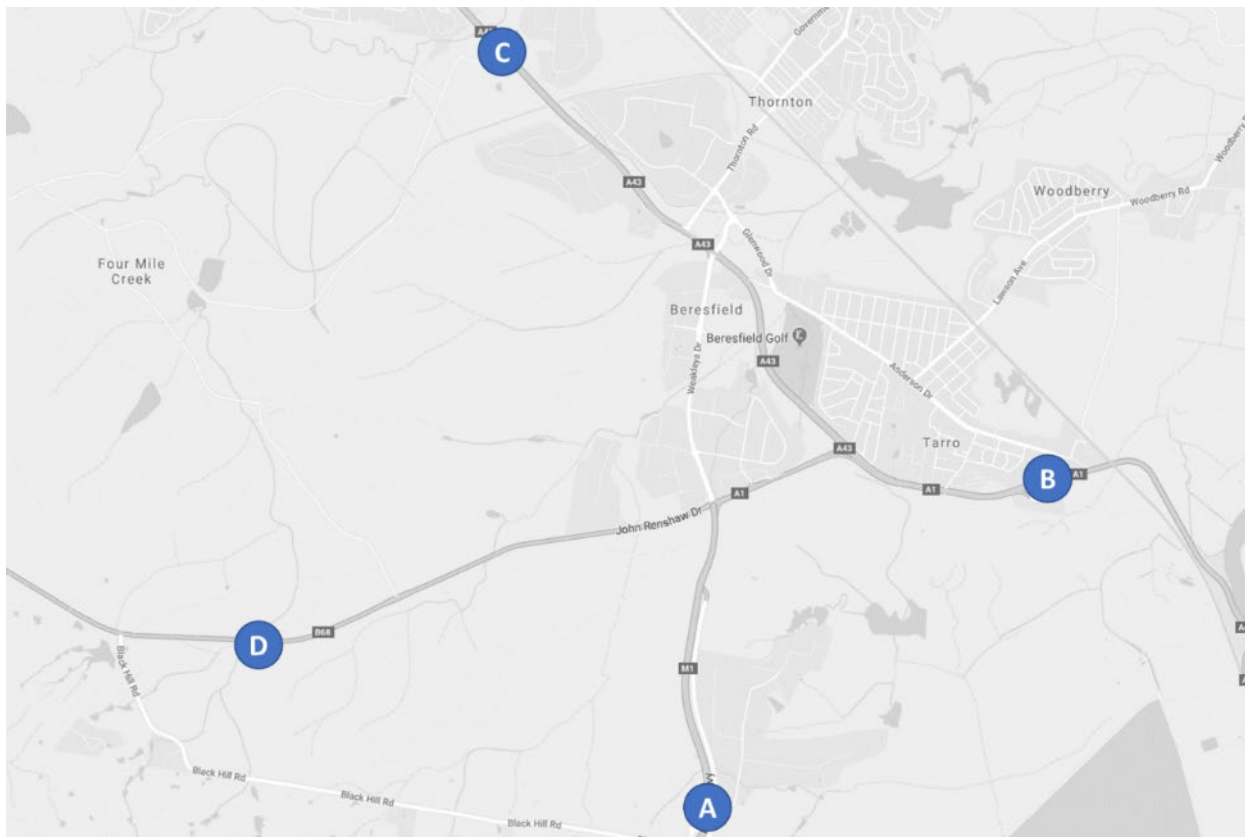 C
A43
Thornton
Thornton Rd
Woodberry
Woodberry Rd
A43
Four Mile
Creek
A43
Glenwood Dr
Lawson Ave
Beresfield
Beresfield Golf
Weakleys Dr
A43
Anderson Dr
Tarro
A43
B
A1
A1
A1
John Renshaw Dr
D
B68
Black Hill Rd
M1
Black Hill Rd
Black Hill Rd
Black Hill Rd
A